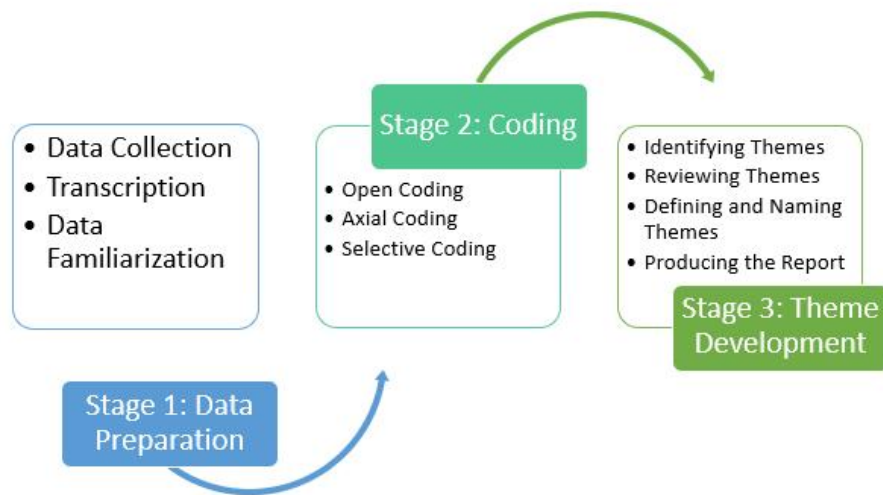 • Data Collection
• Transcription
• Data
Familiarization
Stage 1: Data
Preparation
Stage 2: Coding
• Open Coding
• Axial Coding
• Selective Coding
• Identifying Themes
• Reviewing Themes
• Defining and Naming
Themes
• Producing the Report
Stage 3: Theme
Development